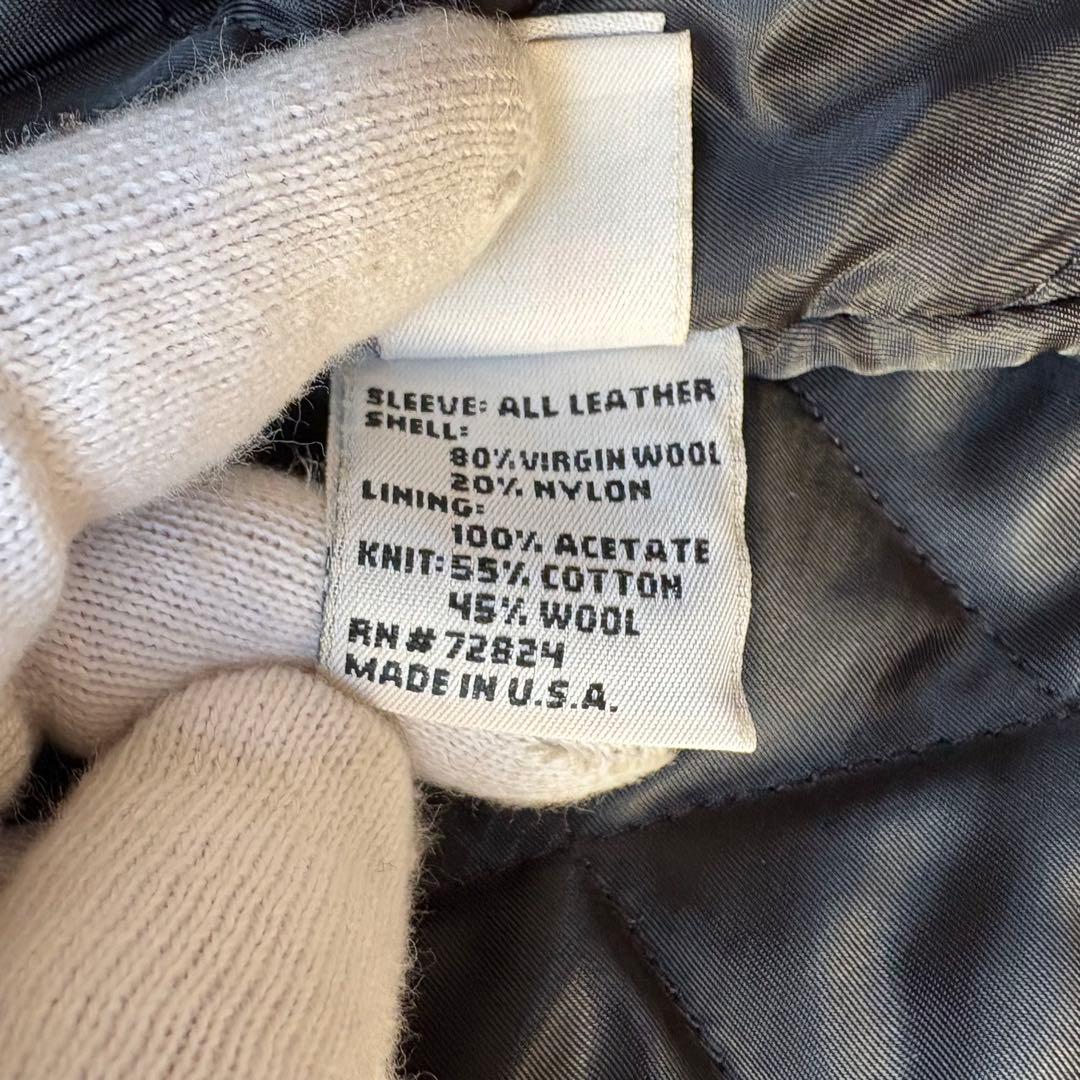 SLEEVE: ALL LEATHER
SHELL:
80% VIRGIN WOOL
20% NYLON
LINING:
100% ACETATE
KNIT: 55% COTTON
45% WOOL
RN # 72824
MADE IN U.S.A.